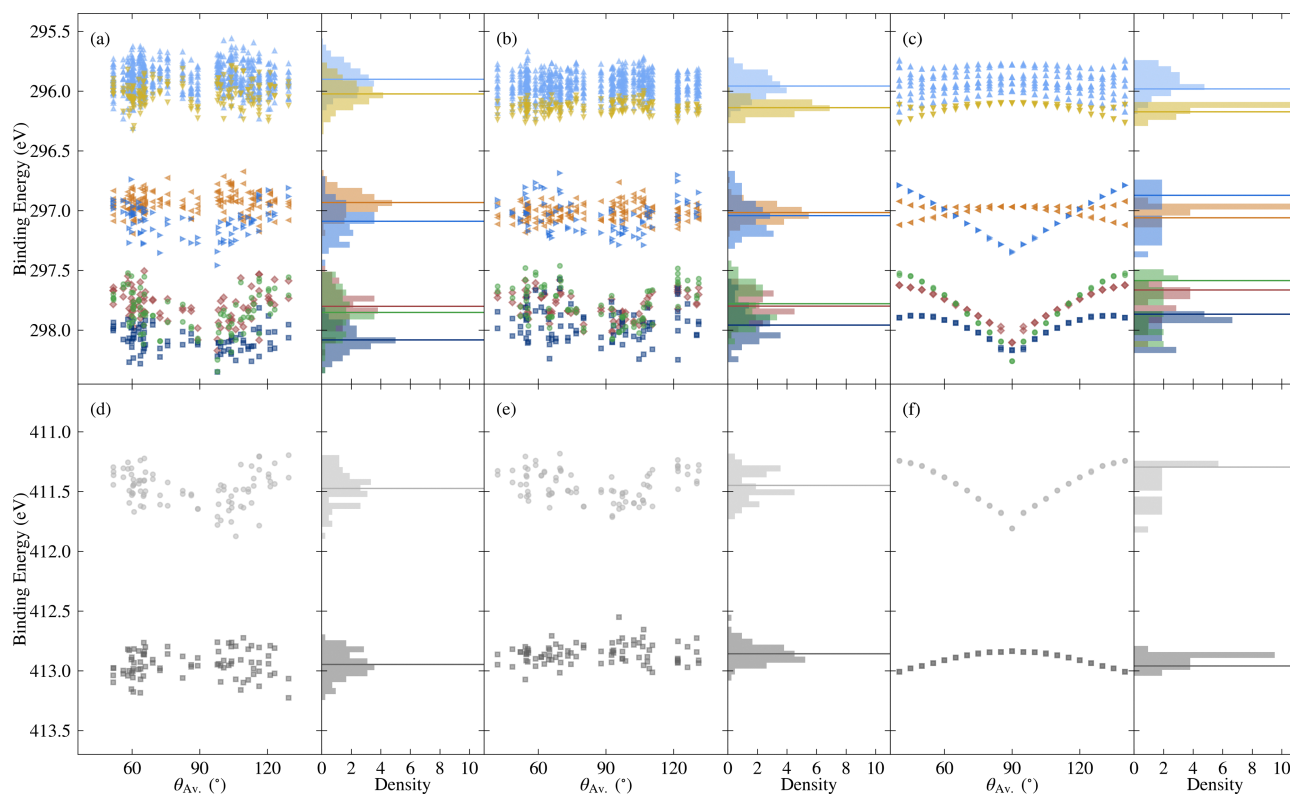 (a)
(b)
(c)
295.5
296.0
296.5
297.0
297.5
298.0
Binding Energy (eV)
(d)
(e)
(f)
411.0
411.5
412.0
412.5
413.0
413.5
Binding Energy (eV)
60 90 120 0 2 4 6 8 10 60 90 120 0 2 4 6 8 10 60 90 120 0 2 4 6 8 10
θAv. (°) Density θAv. (°) Density θAv. (°) Density